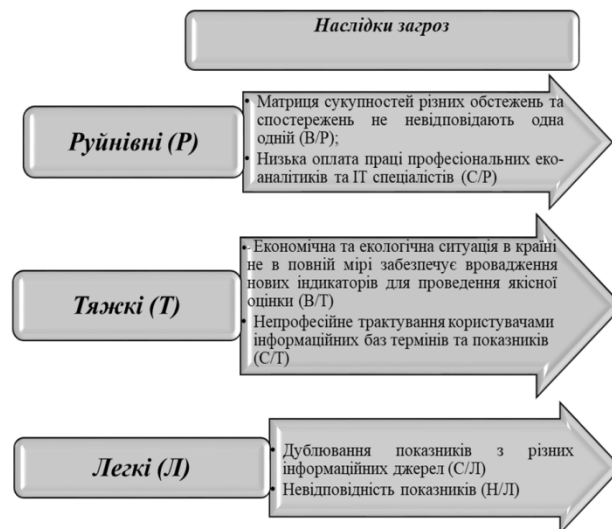 Наслідки загроз
Руйнівні (Р)
• Матриця сукупностей різних обстежень та
спостережень не невідповідають одна
одній (В/Р);
• Низька оплата праці професіональних еко-
аналітиків та ІТ спеціалістів (С/Р)
Тяжкі (Т)
• Економічна та екологічна ситуація в країні
не в повній мірі забезпечує вровадження
нових індикаторів для проведення якісної
оцінки (В/Т)
• Непрофесійне трактування користувачами
інформаційних баз термінів та показників
(С/Т)
Легкі (Л)
• Дублювання показників з різних
інформаційних джерел (С/Л)
• Невідповідність показників (Н/Л)